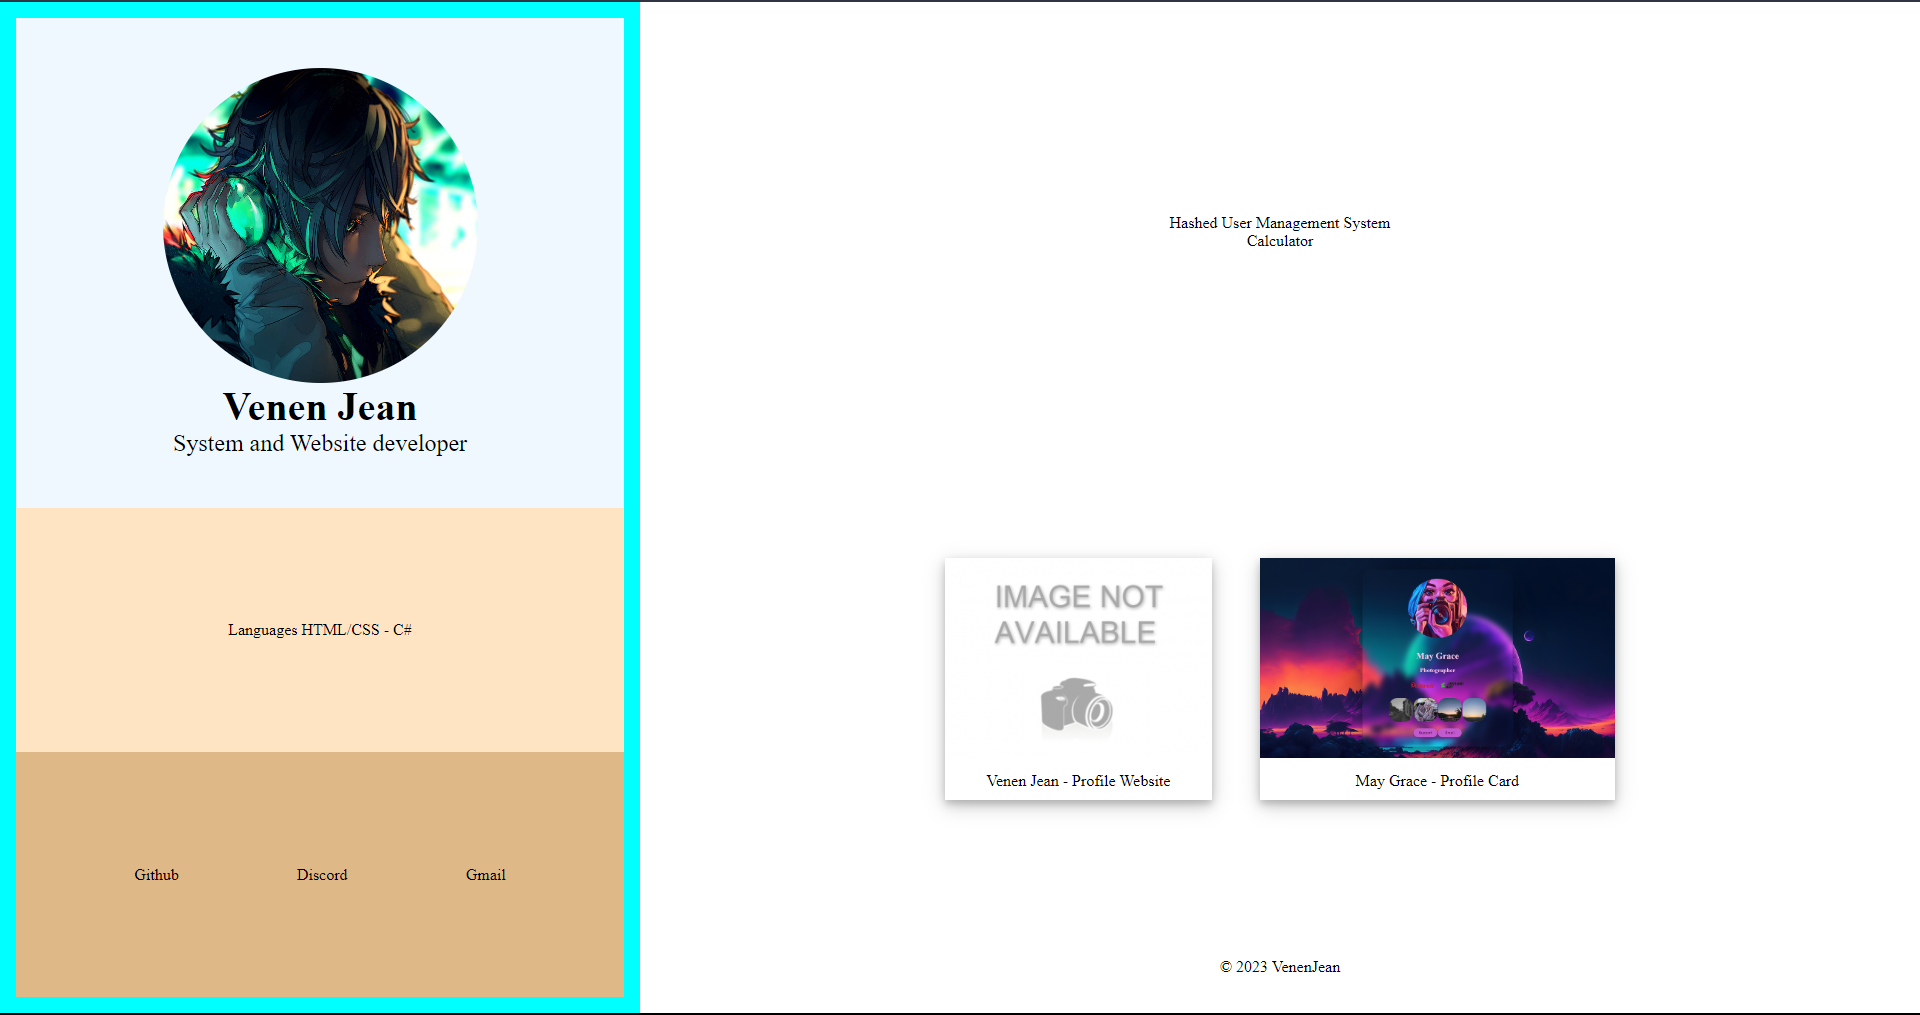 Venen Jean
System and Website developer
Languages HTML/CSS - C#
Github
Discord
Gmail
Hashed User Management System
Calculator
IMAGE NOT
AVAILABLE
Venen Jean - Profile Website
May Grace
Photographer
May Grace - Profile Card
© 2023 VenenJean